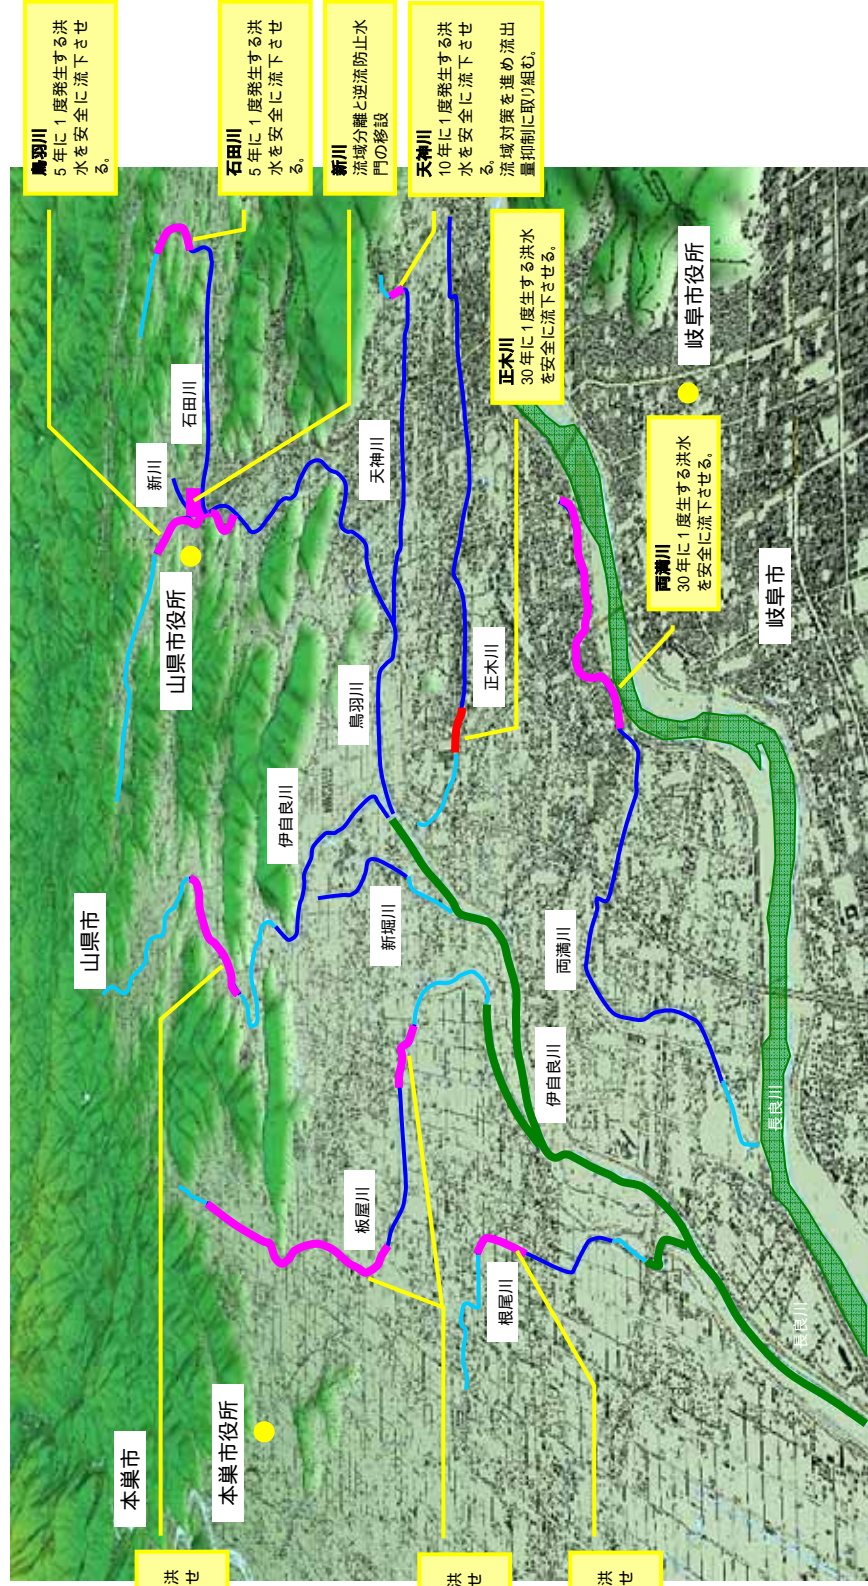 鳥羽川
5年に1度発生する洪
水を安全に流下させ
る。
石田川
5年に1度発生する洪
水を安全に流下させ
る。
新川
流域分離と逆流防止水
門の移設
天神川
10年に1度発生する洪
水を安全に流下させ
る。
流域対策を進め流出
量抑制に取り組む。
正木川
30年に1度生する洪水
を安全に流下させる。
両満川
30年に1度生する洪水
を安全に流下させる。
岐阜市役所
石田川
新川
天神川
山県市役所
岐阜市
正木川
鳥羽川
伊自良川
山県市
新堀川
両満川
伊自良川
長良川
板屋川
根尾川
長良川
本巣市役所
本巣市
洪
せ
洪
せ
洪
せ